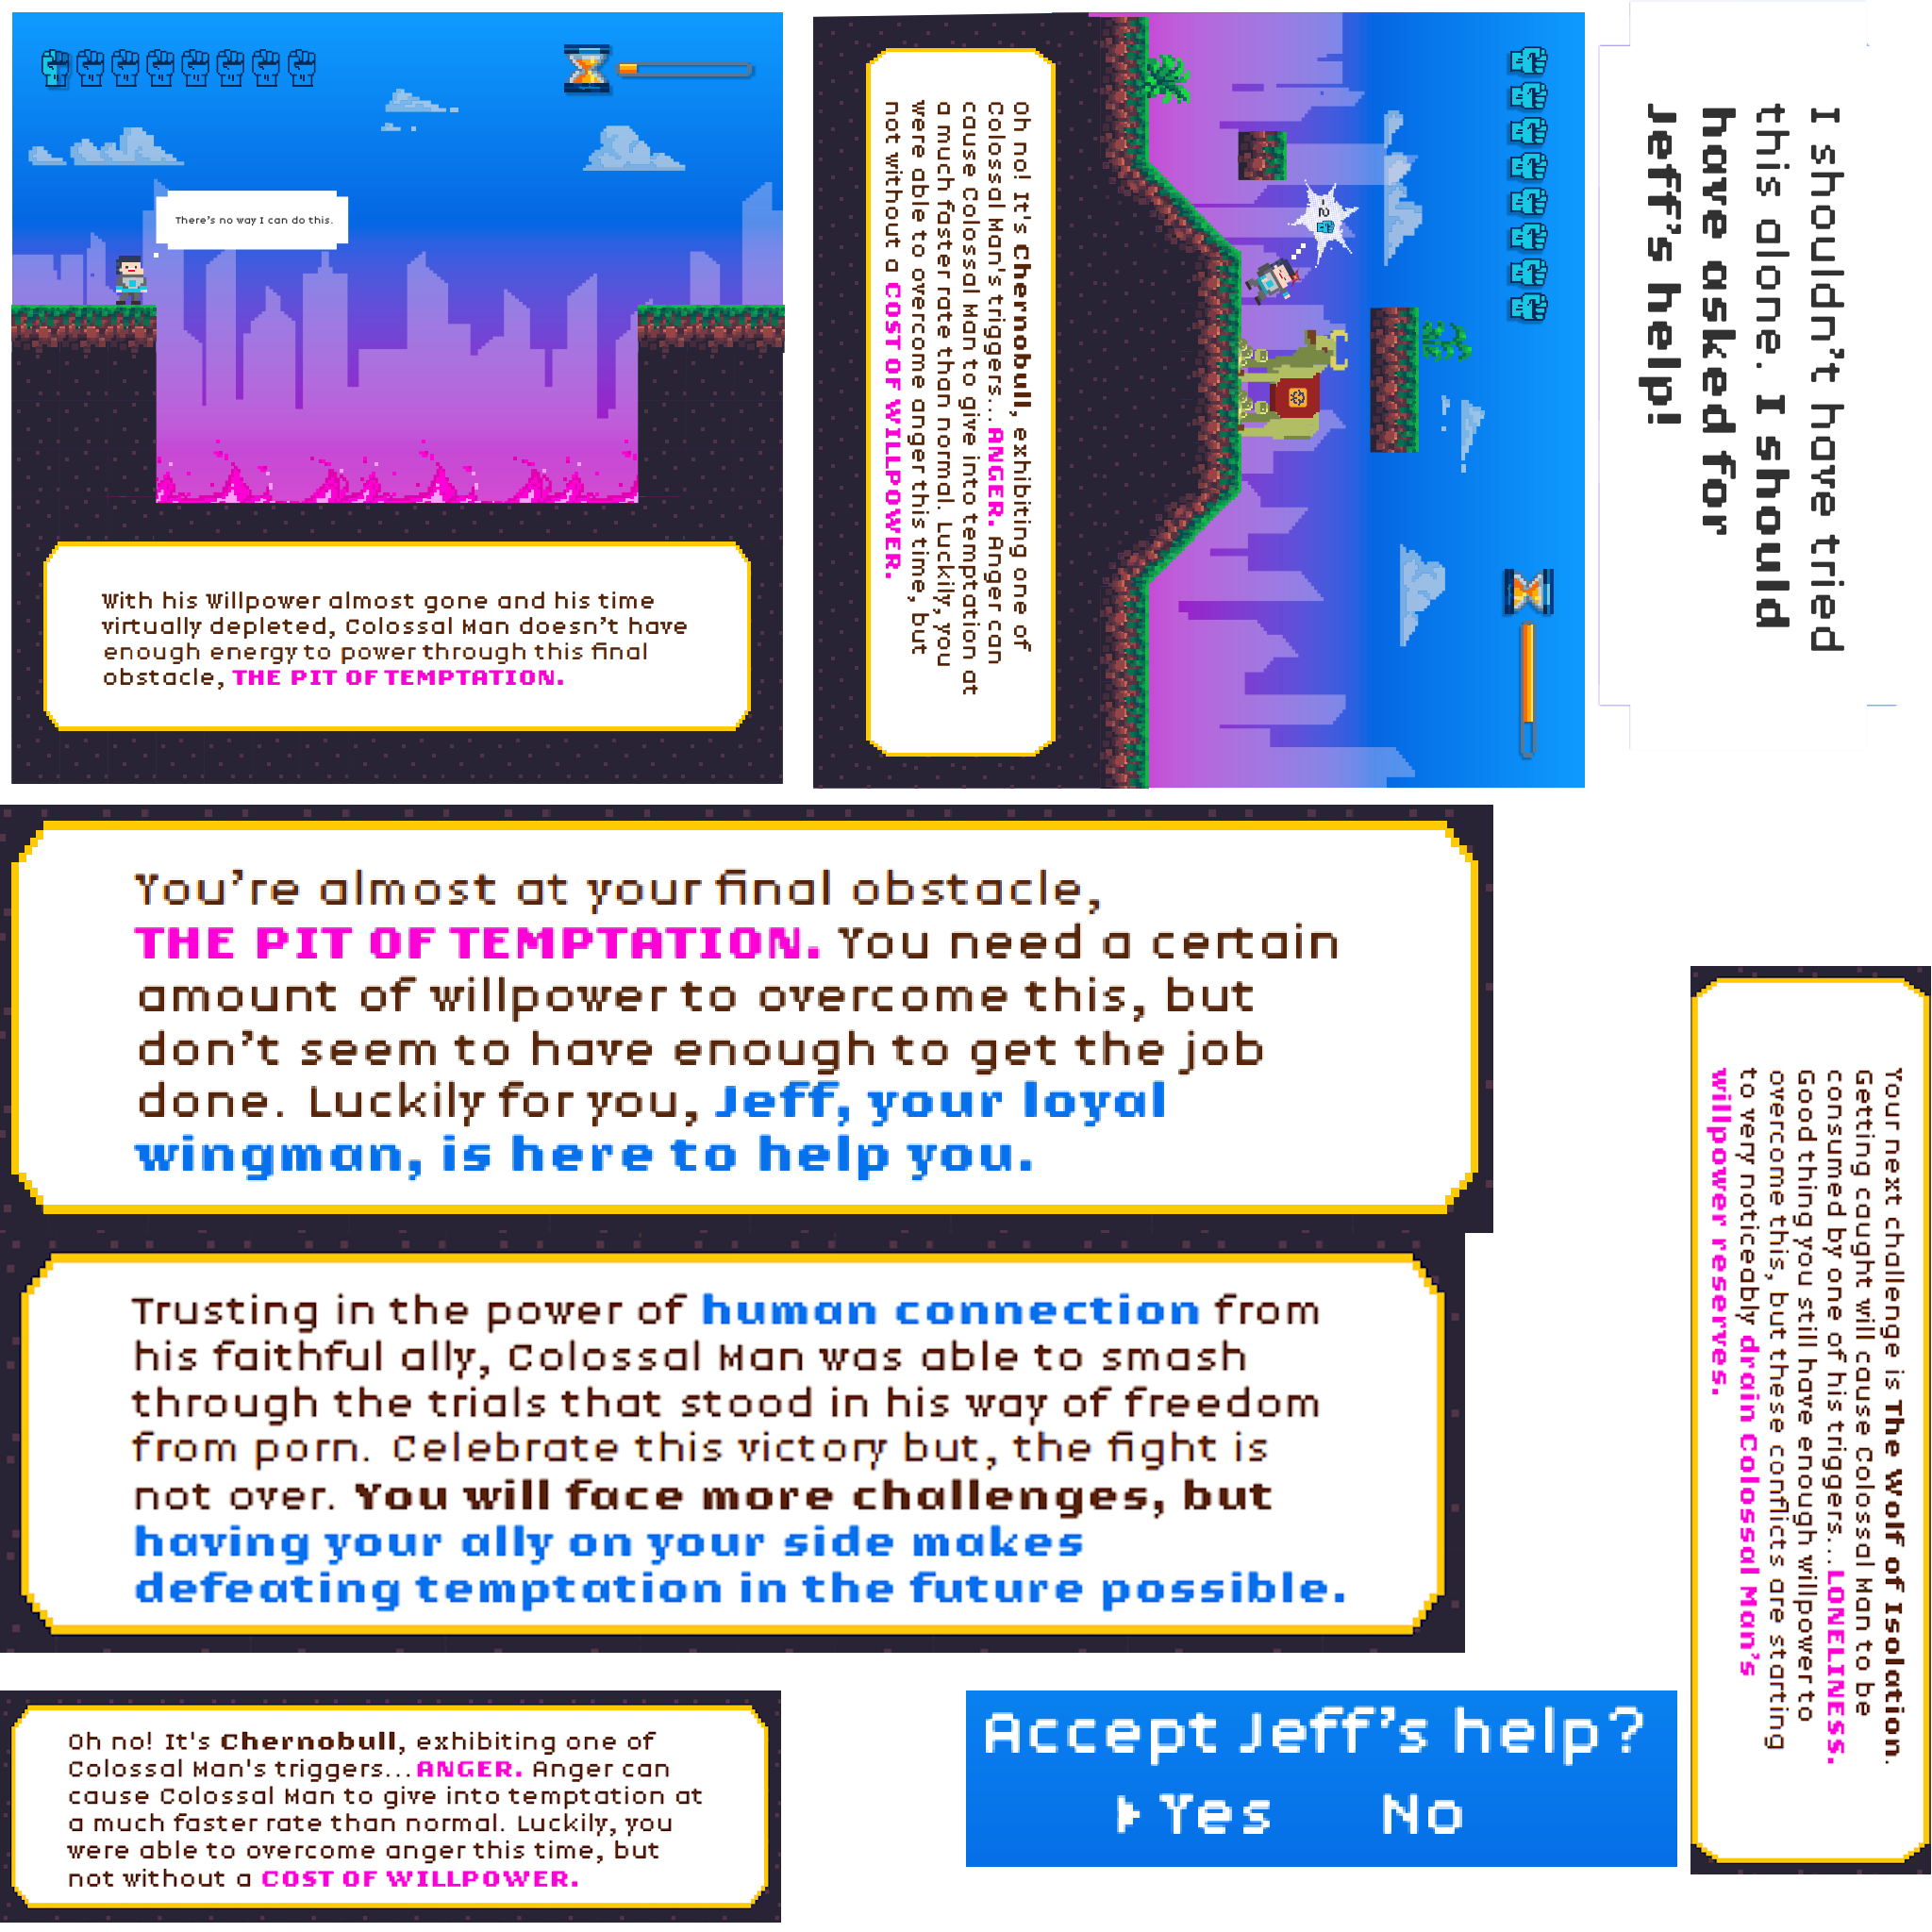 There's no way I can do this.
With his Willpower almost gone and his time
virtually depleted, Colossal Man doesn't have
enough energy to power through this final
obstacle, THE PIT OF TEMPTATION.
-2
Oh no! It's Chernobull, exhibiting one of
Colossal Man's triggers...ANGER. Anger can
cause Colossal Man to give into temptation at
a much faster rate than normal. Luckily, you
were able to overcome anger this time, but
not without a COST OF WILLPOWER.
I shouldn't have tried
this alone. I should
have asked for
Jeff's help!
You're almost at your final obstacle,
THE PIT OF TEMPTATION. You need a certain
amount of willpower to overcome this, but
don't seem to have enough to get the job
done. Luckily for you, Jeff, your loyal
wingman, is here to help you.
Trusting in the power of human connection from
his faithful ally, Colossal Man was able to smash
through the trials that stood in his way of freedom
from porn. Celebrate this victory but, the fight is
not over. You will face more challenges, but
having your ally on your side makes
defeating temptation in the future possible.
Your next challenge is The Wolf of Isolation.
Getting caught will cause Colossal Man to be
consumed by one of his triggers...LONELINESS.
Good thing you still have enough willpower to
overcome this, but these conflicts are starting
to very noticeably drain Colossal Man's
willpower reserves.
Oh no! It's Chernobull, exhibiting one of
Colossal Man's triggers...ANGER. Anger can
cause Colossal Man to give into temptation at
a much faster rate than normal. Luckily, you
were able to overcome anger this time, but
not without a COST OF WILLPOWER.
Accept Jeff's help?
Yes No